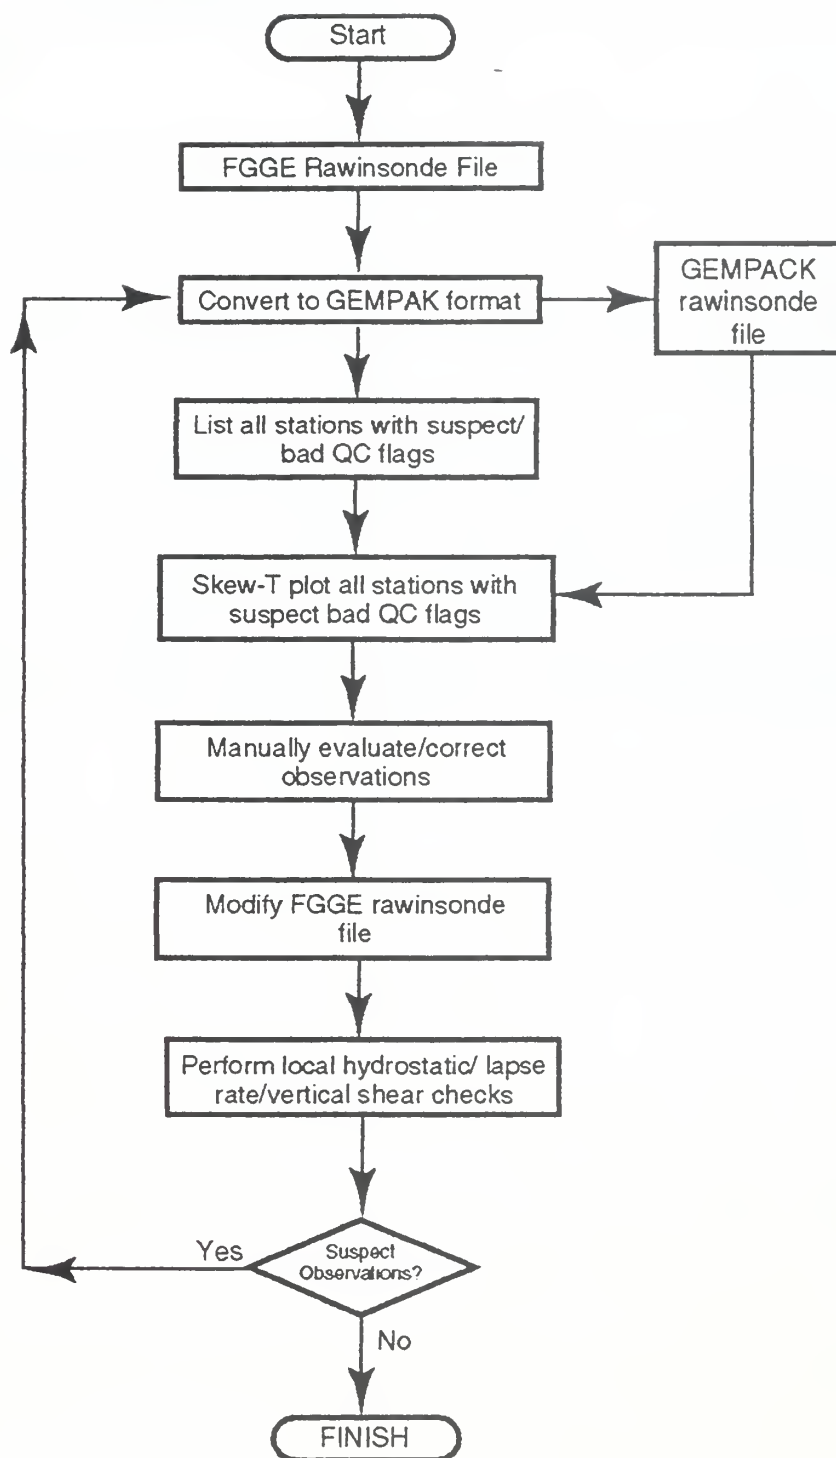 Start
FGGE Rawinsonde File
Convert to GEMPAK format
GEMPACK
rawinsonde
file
List all stations with suspect/
bad QC flags
Skew-T plot all stations with
suspect bad QC flags
Manually evaluate/correct
observations
Modify FGGE rawinsonde
file
Perform local hydrostatic/ lapse
rate/vertical shear checks
Yes
Suspect
Observations?
No
FINISH